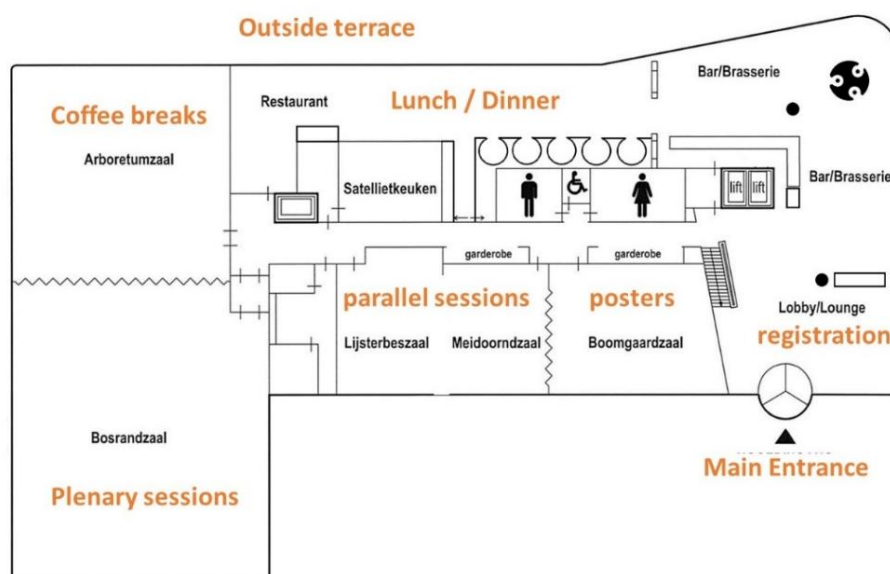 Outside terrace
Bar/Brasserie
Coffee breaks
Restaurant
Lunch / Dinner
Arboretumzaal
Satellietkeuken
lift lift
Bar/Brasserie
garderobe
garderobe
parallel sessions
posters
Lobby/Lounge
registration
Lijsterbeszaal
Meidoorndzaal
Boomgaardzaal
Bosrandzaal
Main Entrance
Plenary sessions